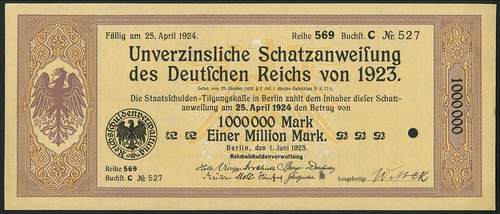 Fällig am 25. April 1924. Reihe 569 Buchſt. C № 527
Unverzinsliche Schatzanweiſung
des Deutſchen Reichs von 1923.
Die Staatsſchulden-Tilgungskaſſe in Berlin zahlt dem Inhaber dieſer Schatz-
anweiſung am 25. April 1924 den Betrag von
1000000 Mark
Einer Million Mark.
Berlin, den 1. Juni 1923.
Reichsſchuldenverwaltung
Reihe 569
Buchſt. C № 527
Ausgefertigt
1000000
Reichsſchuldenverwaltung